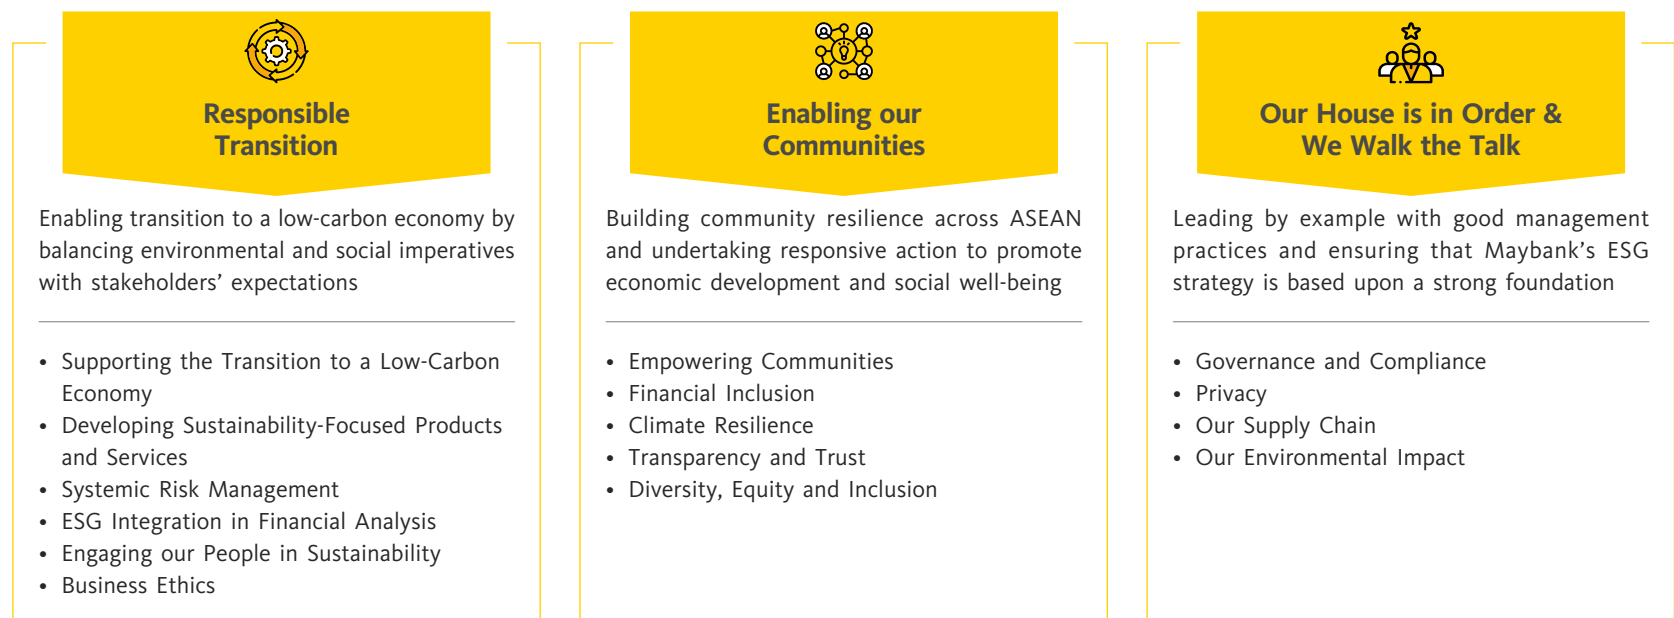 Responsible
Transition
Enabling transition to a low-carbon economy by
balancing environmental and social imperatives
with stakeholders’ expectations
• Supporting the Transition to a Low-Carbon
Economy
• Developing Sustainability-Focused Products
and Services
• Systemic Risk Management
• ESG Integration in Financial Analysis
• Engaging our People in Sustainability
• Business Ethics
Enabling our
Communities
Building community resilience across ASEAN
and undertaking responsive action to promote
economic development and social well-being
• Empowering Communities
• Financial Inclusion
• Climate Resilience
• Transparency and Trust
• Diversity, Equity and Inclusion
Our House is in Order &
We Walk the Talk
Leading by example with good management
practices and ensuring that Maybank’s ESG
strategy is based upon a strong foundation
• Governance and Compliance
• Privacy
• Our Supply Chain
• Our Environmental Impact